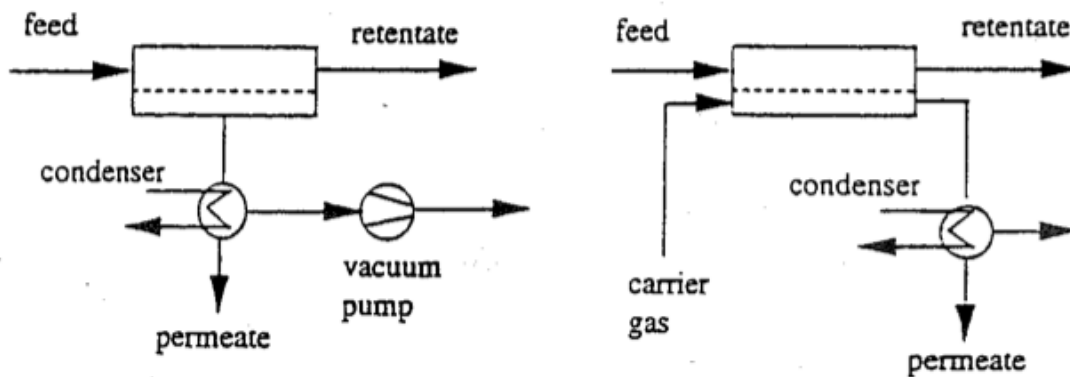 feed
retentate
condenser
vacuum
pump
permeate
feed
retentate
condenser
carrier
gas
permeate